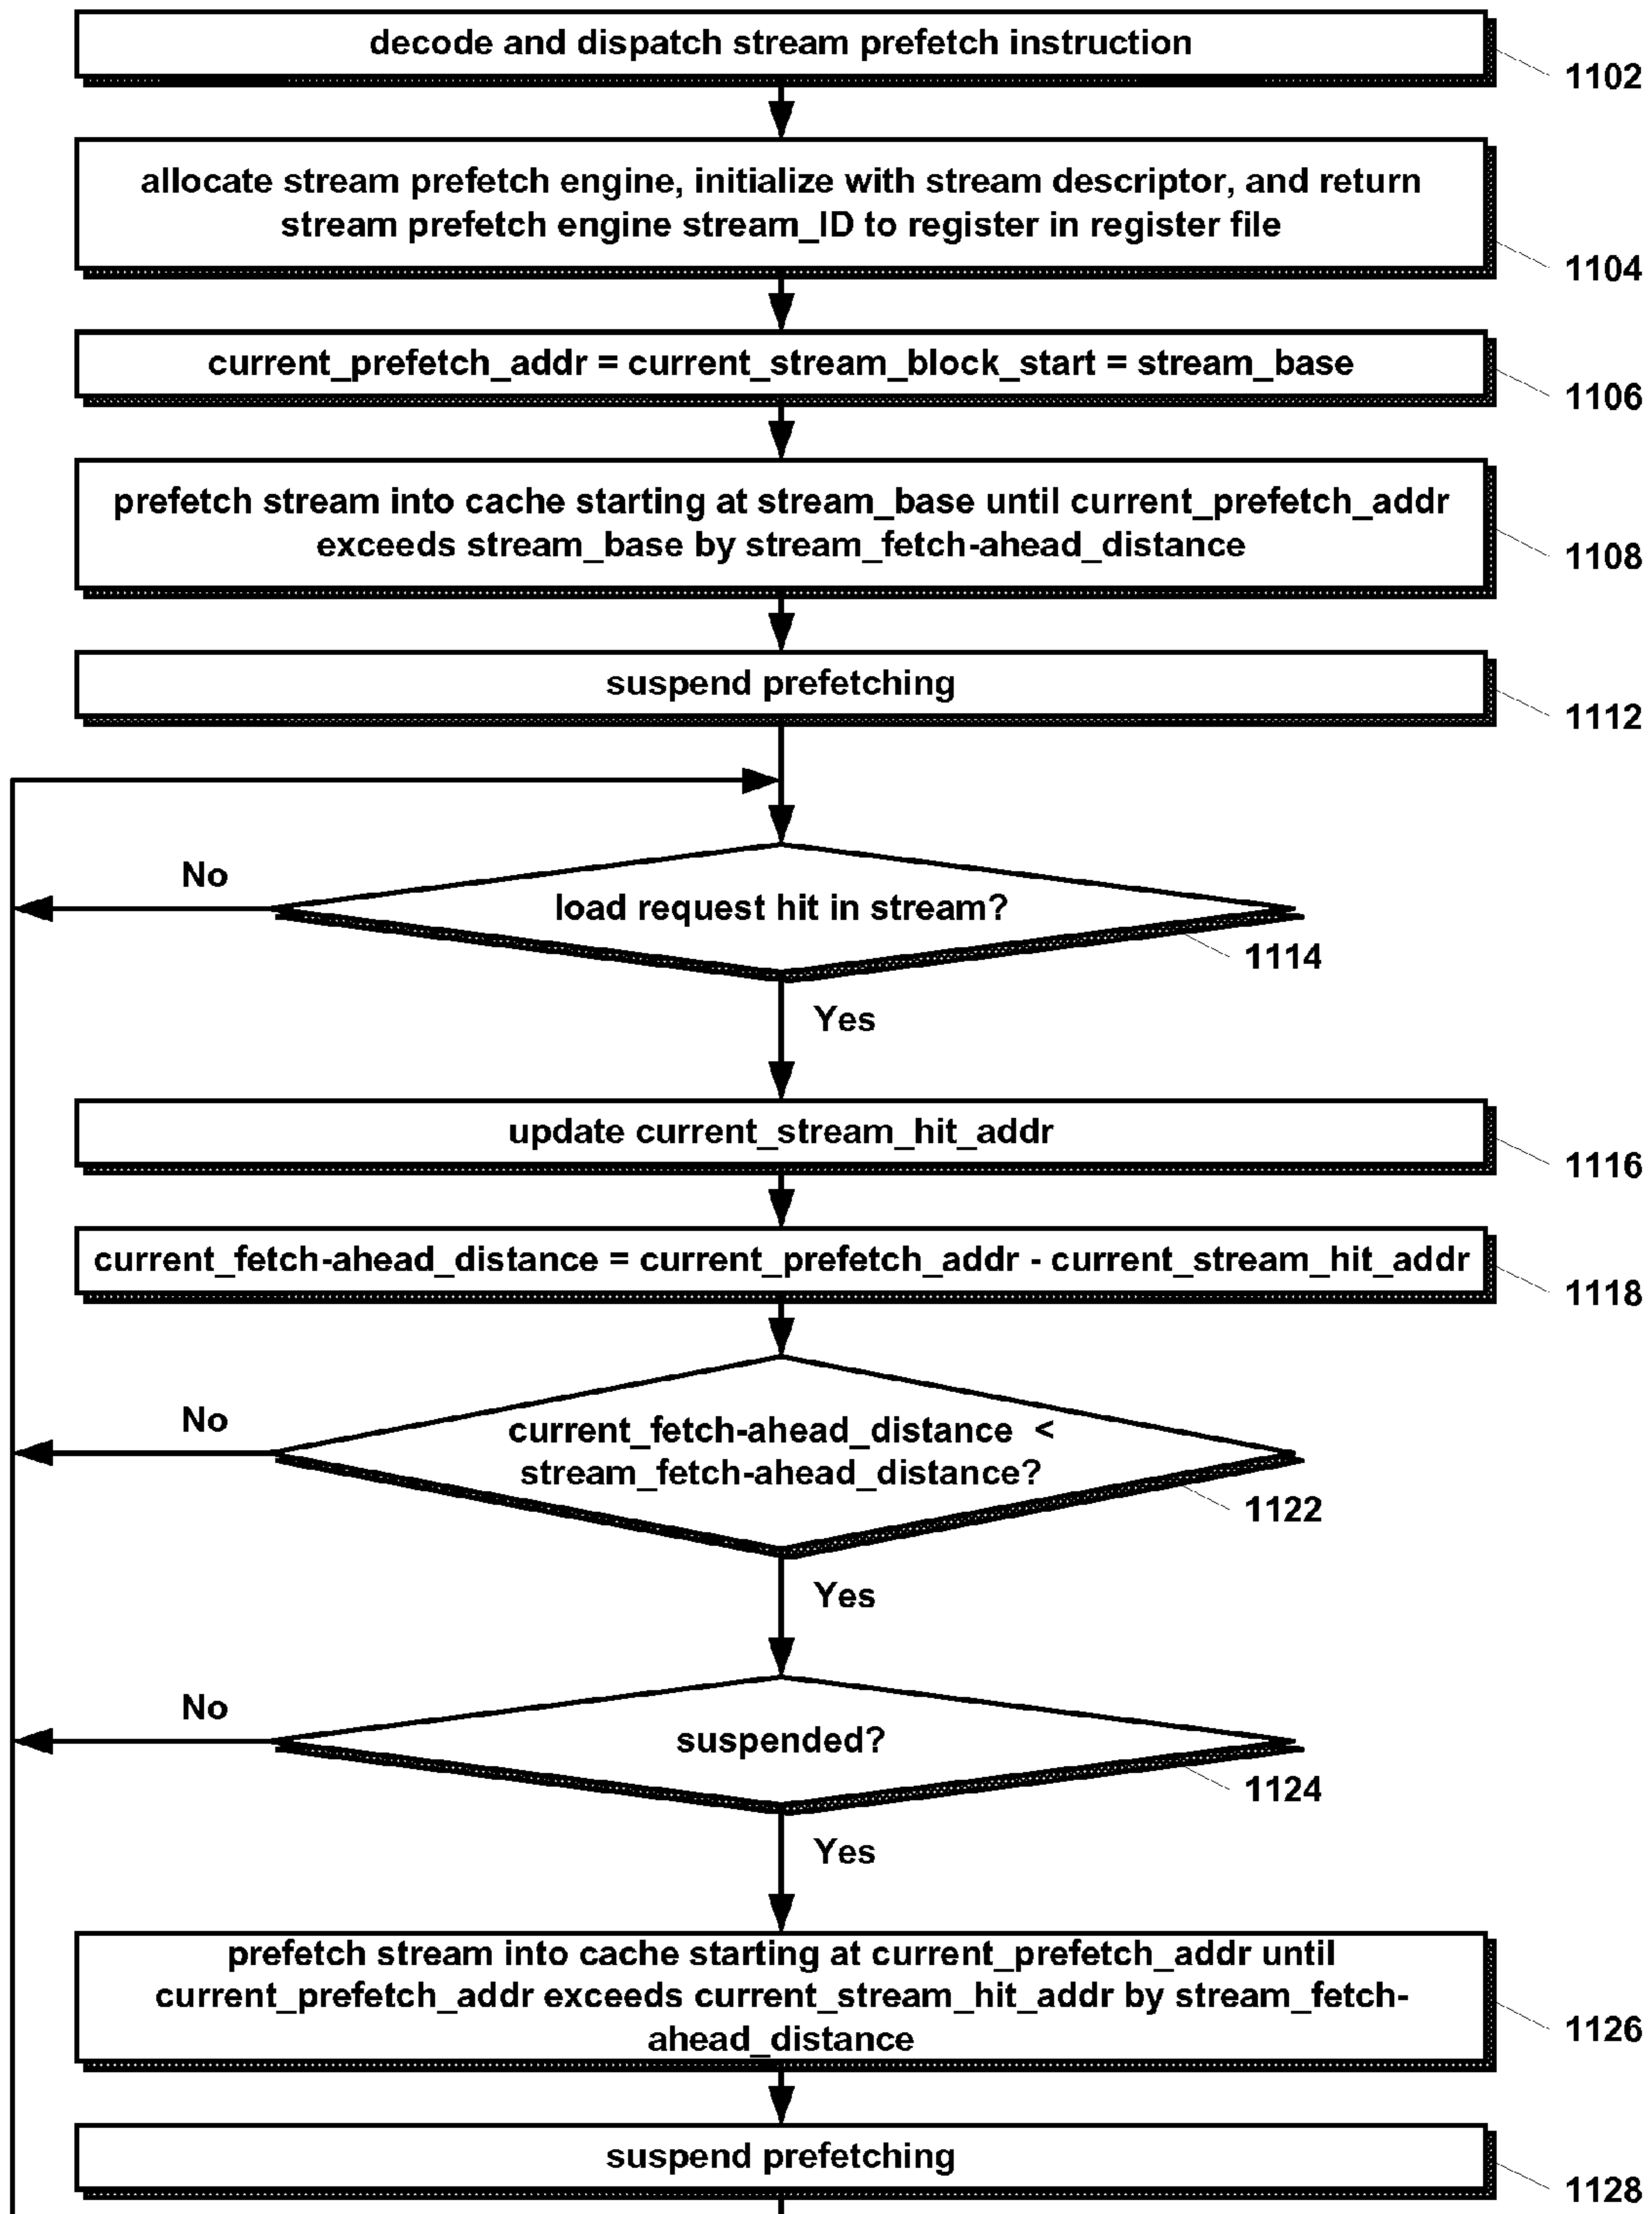 decode and dispatch stream prefetch instruction
1102
allocate stream prefetch engine, initialize with stream descriptor, and return
stream prefetch engine stream_ID to register in register file
1104
current_prefetch_addr = current_stream_block_start = stream_base
1106
prefetch stream into cache starting at stream_base until current_prefetch_addr
exceeds stream_base by stream_fetch-ahead_distance
1108
suspend prefetching
1112
No
load request hit in stream?
1114
Yes
update current_stream_hit_addr
1116
current_fetch-ahead_distance = current_prefetch_addr - current_stream_hit_addr
1118
No
current_fetch-ahead_distance <
stream_fetch-ahead_distance?
1122
Yes
No
suspended?
1124
Yes
prefetch stream into cache starting at current_prefetch_addr until
current_prefetch_addr exceeds current_stream_hit_addr by stream_fetch-
ahead_distance
1126
suspend prefetching
1128